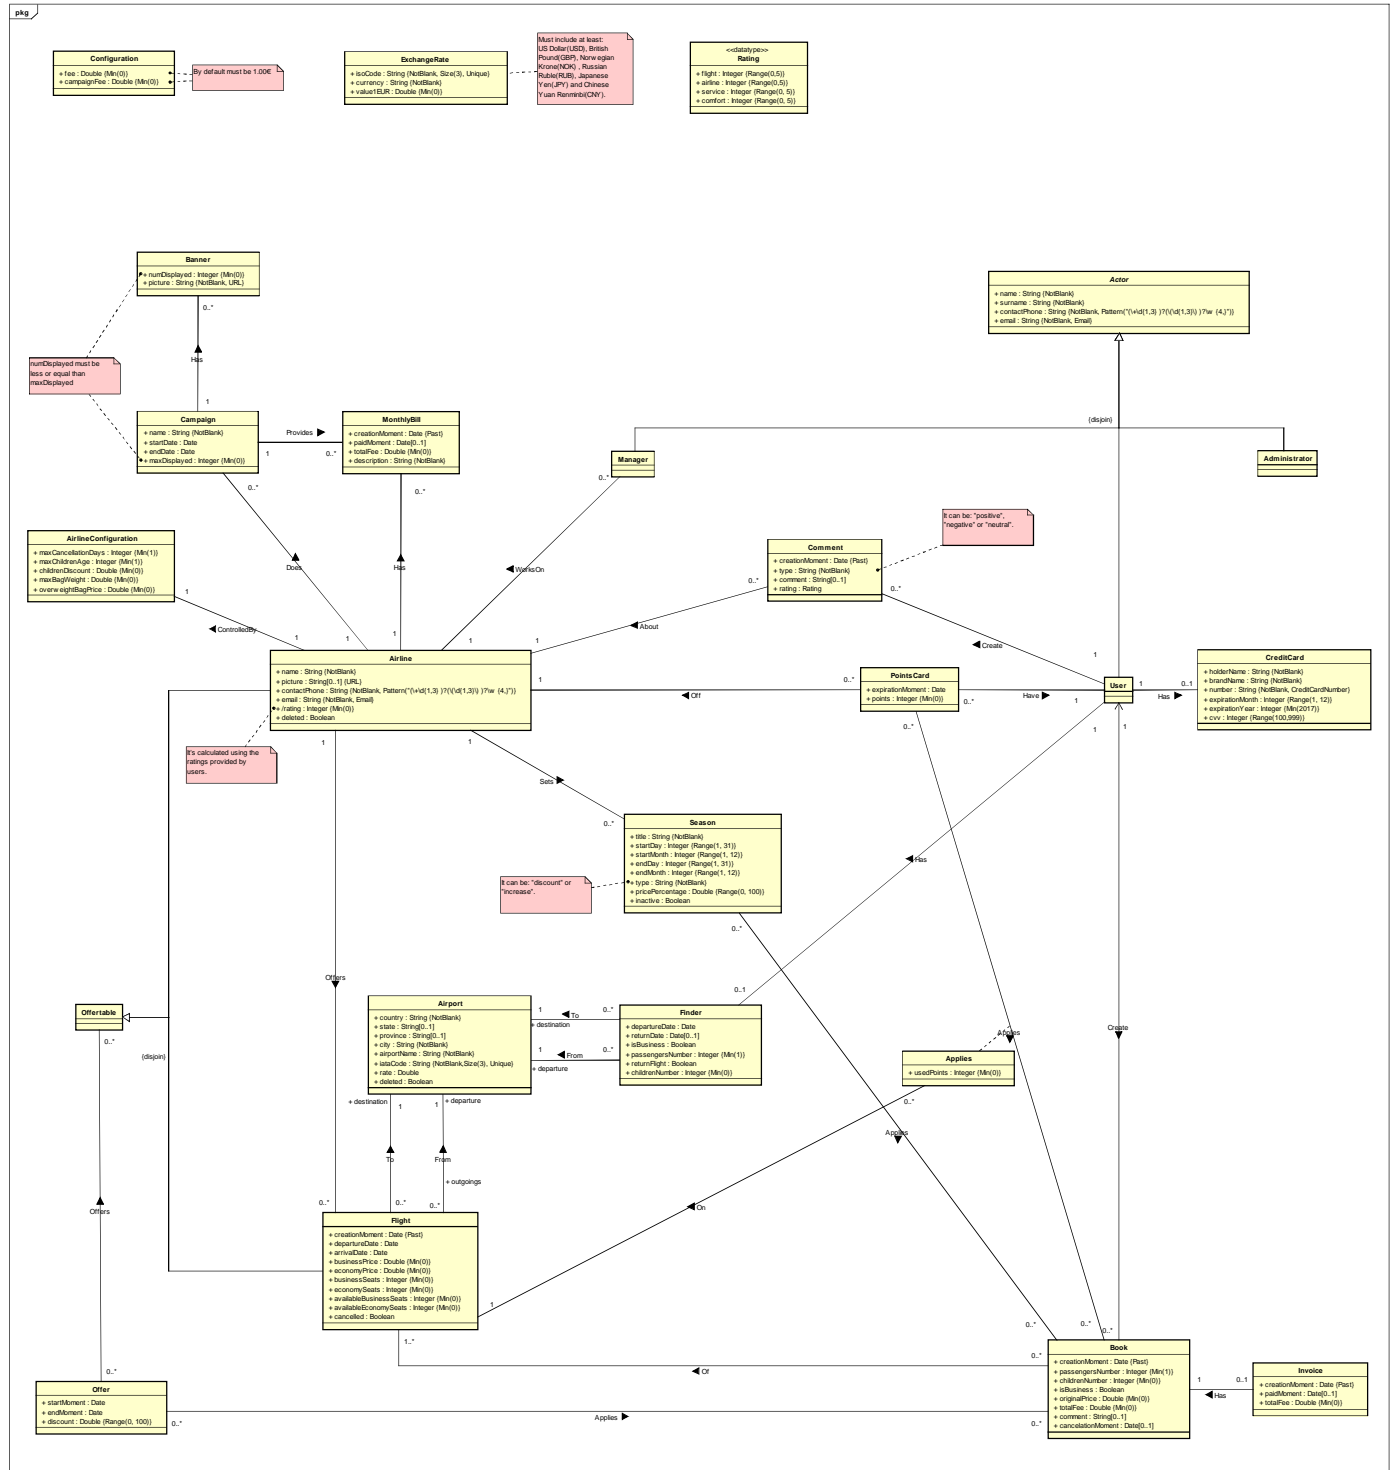 pkg
Configuration
+ fee : Double {Min(0)}
+ campaignFee : Double {Min(0)}
By default must be 1.00€
ExchangeRate
+ isoCode : String {NotBlank, Size(3), Unique}
+ currency : String {NotBlank}
+ value1EUR : Double {Min(0)}
Must include at least:
US Dollar(USD), British
Pound(GBP), Norwegian
Krone(NOK) , Russian
Ruble(RUB), Japanese
Yen(JPY) and Chinese
Yuan Renminbi(CNY).
<<datatype>>
Rating
+ flight : Integer {Range(0,5)}
+ airline : Integer {Range(0,5)}
+ service : Integer {Range(0, 5)}
+ comfort : Integer {Range(0, 5)}
Banner
+ numDisplayed : Integer {Min(0)}
+ picture : String {NotBlank, URL}
0..*
Has
1
numDisplayed must be
less or equal than
maxDisplayed
Actor
+ name : String {NotBlank}
+ surname : String {NotBlank}
+ contactPhone : String {NotBlank, Pattern("(\+\d{1,3} )?(\(\d{1,3}\) )?\w {4,}")}
+ email : String {NotBlank, Email}
{disjoin}
Campaign
+ name : String {NotBlank}
+ startDate : Date
+ endDate : Date
+ maxDisplayed : Integer {Min(0)}
Provides
1
0..*
MonthlyBill
+ creationMoment : Date {Past}
+ paidMoment : Date[0..1]
+ totalFee : Double {Min(0)}
+ description : String {NotBlank}
Manager
Administrator
0..*
0..*
0..*
It can be: "positive",
"negative" or "neutral".
AirlineConfiguration
+ maxCancellationDays : Integer {Min(1)}
+ maxChildrenAge : Integer {Min(1)}
+ childrenDiscount : Double {Min(0)}
+ maxBagWeight : Double {Min(0)}
+ overweightBagPrice : Double {Min(0)}
Comment
+ creationMoment : Date {Past}
+ type : String {NotBlank}
+ comment : String[0..1]
+ rating : Rating
Does
Has
WorksOn
0..*
0..*
1
ControlledBy
1
1
1
1
1
About
Create
1
Airline
+ name : String {NotBlank}
+ picture : String[0..1] {URL}
+ contactPhone : String {NotBlank, Pattern("(\+\d{1,3} )?(\(\d{1,3}\) )?\w {4,}")}
+ email : String {NotBlank, Email}
+ /rating : Integer {Min(0)}
+ deleted : Boolean
1
Off
0..*
PointsCard
+ expirationMoment : Date
+ points : Integer {Min(0)}
0..*
Have
1
User
1
Has
0..1
CreditCard
+ holderName : String {NotBlank}
+ brandName : String {NotBlank}
+ number : String {NotBlank, CreditCardNumber}
+ expirationMonth : Integer {Range(1, 12)}
+ expirationYear : Integer {Min(2017)}
+ cvv : Integer {Range(100,999)}
0..*
1
1
It's calculated using the
ratings provided by
users.
1
1
Sets
0..*
Season
+ title : String {NotBlank}
+ startDay : Integer {Range(1, 31)}
+ startMonth : Integer {Range(1, 12)}
+ endDay : Integer {Range(1, 31)}
+ endMonth : Integer {Range(1, 12)}
+ type : String {NotBlank}
+ pricePercentage : Double {Range(0, 100)}
+ inactive : Boolean
It can be: "discount" or
"increase".
Has
0..*
Offers
0..1
Offertable
0..*
{disjoin}
Airport
+ country : String {NotBlank}
+ state : String[0..1]
+ province : String[0..1]
+ city : String {NotBlank}
+ airportName : String {NotBlank}
+ iataCode : String {NotBlank,Size(3), Unique}
+ rate : Double
+ deleted : Boolean
1
To
0..*
+ destination
1
From
0..*
+ departure
Finder
+ departureDate : Date
+ returnDate : Date[0..1]
+ isBusiness : Boolean
+ passengersNumber : Integer {Min(1)}
+ returnFlight : Boolean
+ childrenNumber : Integer {Min(0)}
Applies
Create
Applies
+ usedPoints : Integer {Min(0)}
0..*
+ destination
1
1
+ departure
Applies
To
From
+ outgoings
0..*
0..*
0..*
On
Offers
Flight
+ creationMoment : Date {Past}
+ departureDate : Date
+ arrivalDate : Date
+ businessPrice : Double {Min(0)}
+ economyPrice : Double {Min(0)}
+ businessSeats : Integer {Min(0)}
+ economySeats : Integer {Min(0)}
+ availableBusinessSeats : Integer {Min(0)}
+ availableEconomySeats : Integer {Min(0)}
+ cancelled : Boolean
1
1..*
0..*
0..*
0..*
0..*
Of
Book
+ creationMoment : Date {Past}
+ passengersNumber : Integer {Min(1)}
+ childrenNumber : Integer {Min(0)}
+ isBusiness : Boolean
+ originalPrice : Double {Min(0)}
+ totalFee : Double {Min(0)}
+ comment : String[0..1]
+ cancelationMoment : Date[0..1]
1
Has
0..1
Invoice
+ creationMoment : Date {Past}
+ paidMoment : Date[0..1]
+ totalFee : Double {Min(0)}
0..*
Offer
+ startMoment : Date
+ endMoment : Date
+ discount : Double {Range(0, 100)}
0..*
Applies
0..*